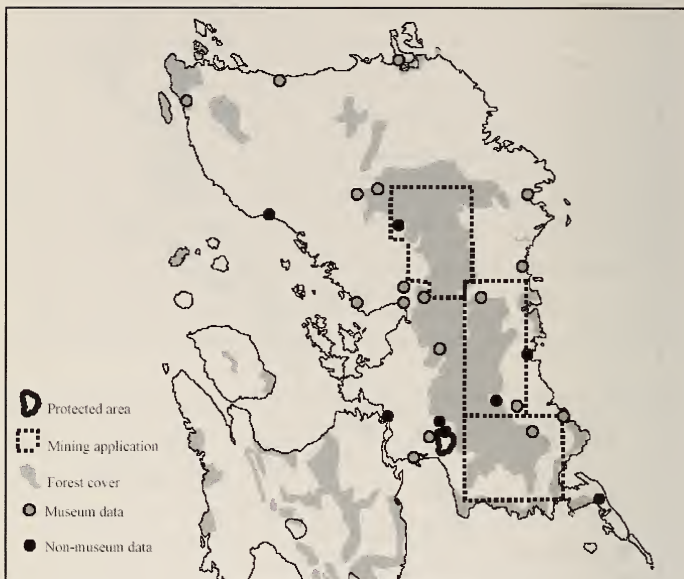 Protected area
Mining application
Forest cover
Museum data
Non-museum data